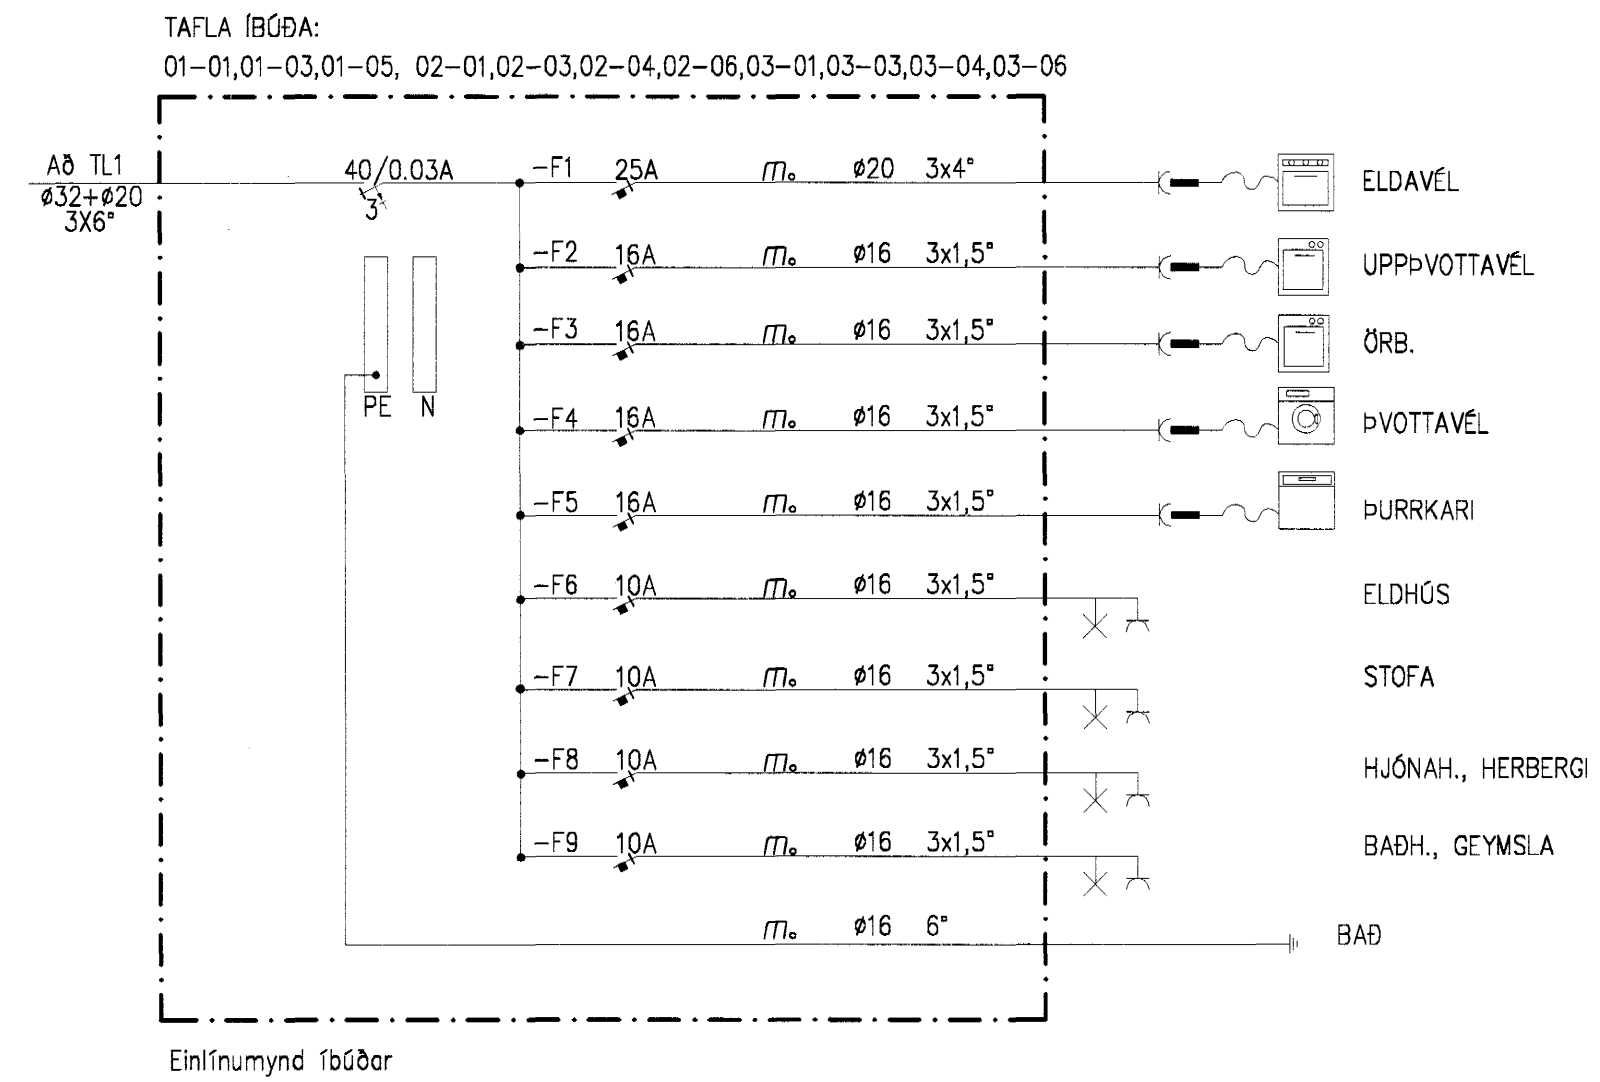 TAFLA ÍBÚÐA:
01-01,01-03,01-05, 02-01,02-03,02-04,02-06,03-01,03-03,03-04,03-06
Að TL1
ø32+ø20
3X6▫
40/0.03A
3
PE N
-F1 25A m. ø20 3x4▫ ELDAVÉL
-F2 16A m. ø16 3x1,5▫ UPPÞVOTTAVÉL
-F3 16A m. ø16 3x1,5▫ ÖRB.
-F4 16A m. ø16 3x1,5▫ ÞVOTTAVÉL
-F5 16A m. ø16 3x1,5▫ ÞURRKARI
-F6 10A m. ø16 3x1,5▫ ELDHÚS
-F7 10A m. ø16 3x1,5▫ STOFA
-F8 10A m. ø16 3x1,5▫ HJÓNAH., HERBERGI
-F9 10A m. ø16 3x1,5▫ BAÐH., GEYMSLA
m. ø16 6▫ BAÐ
Einlínumynd íbúðar